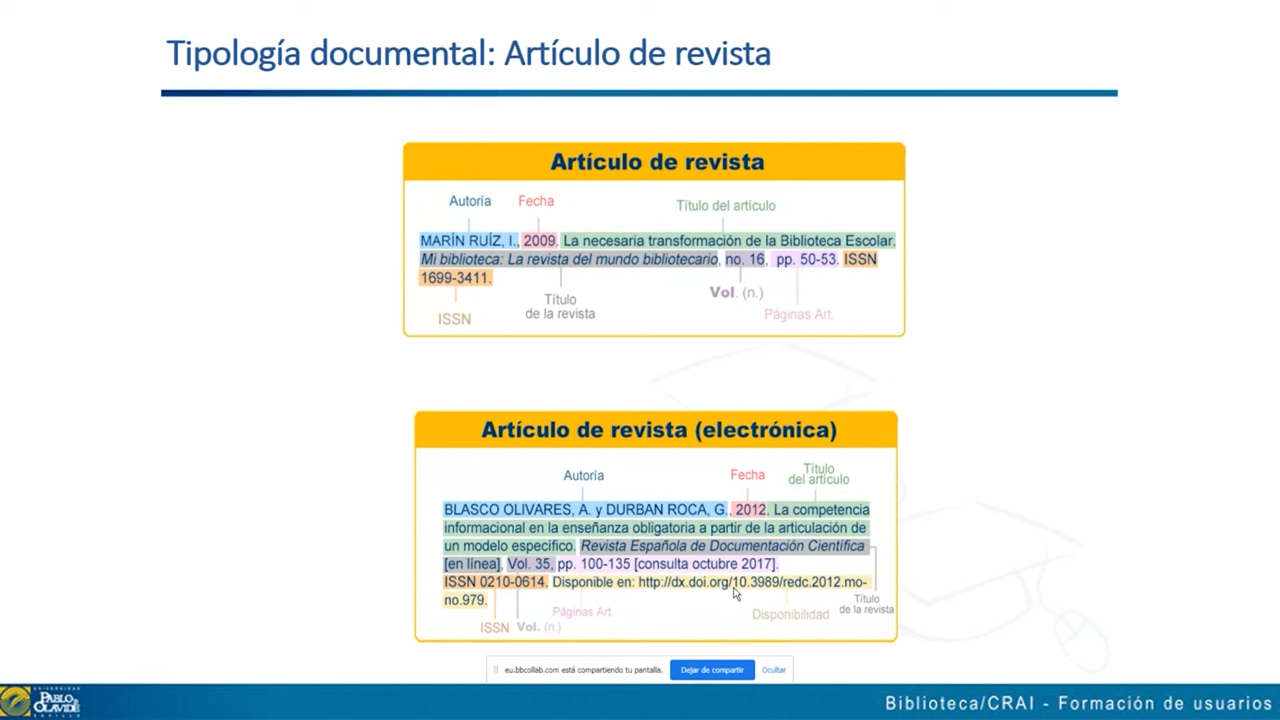 Tipología documental: Artículo de revista
Artículo de revista
Autoría Fecha Título del artículo
MARÍN RUÍZ, I., 2009. La necesaria transformación de la Biblioteca Escolar.
Mi biblioteca: La revista del mundo bibliotecario, no. 16, pp. 50-53. ISSN
1699-3411.
ISSN
Título
de la revista
Vol. (n.)
Páginas Art.
Artículo de revista (electrónica)
Autoría Fecha
Título
del artículo
BLASCO OLIVARES, A. y DURBAN ROCA, G., 2012. La competencia
informacional en la enseñanza obligatoria a partir de la articulación de
un modelo específico. Revista Española de Documentación Científica
[en línea], Vol. 35, pp. 100-135 [consulta octubre 2017].
ISSN 0210-0614. Disponible en: http://dx.doi.org/10.3989/redc.2012.mo-
no.979.
ISSN Vol. (n.)
Páginas Art.
Disponibilidad
Título
de la revista
eu.bbcollab.com está compartiendo tu pantalla. Dejar de compartir Ocultar
UNIVERSIDAD
PABLO DE
OLAVIDE
SEVILLA
Biblioteca/CRAI - Formación de usuarios